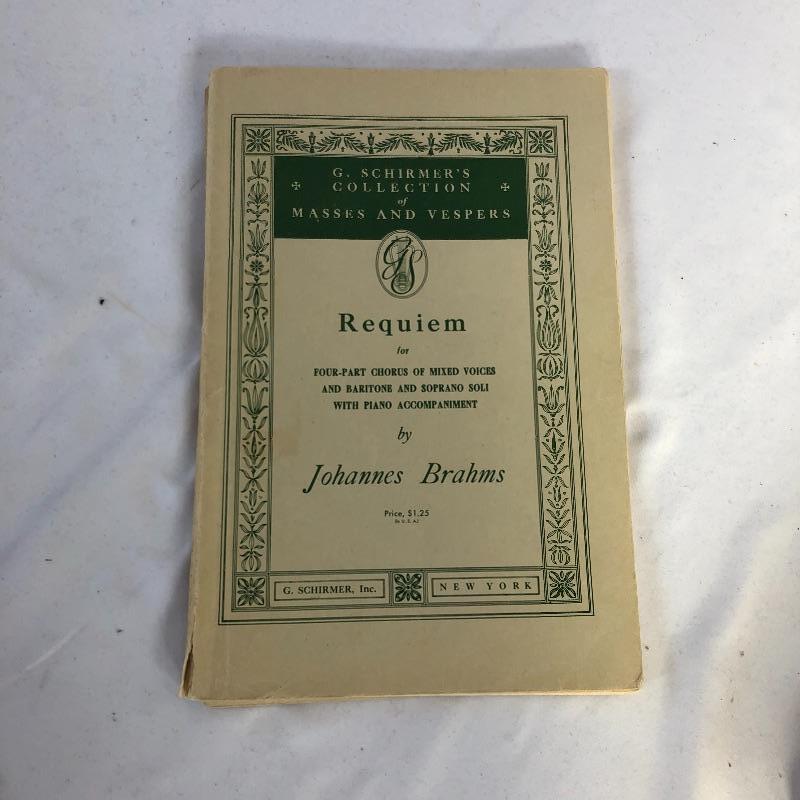 G. SCHIRMER'S
COLLECTION
of
MASSES AND VESPERS
GS
Requiem
for
FOUR-PART CHORUS OF MIXED VOICES
AND BARITONE AND SOPRANO SOLI
WITH PIANO ACCOMPANIMENT
by
Johannes Brahms
Price, $1.25
(In U. S. A.)
G. SCHIRMER, Inc.
NEW YORK